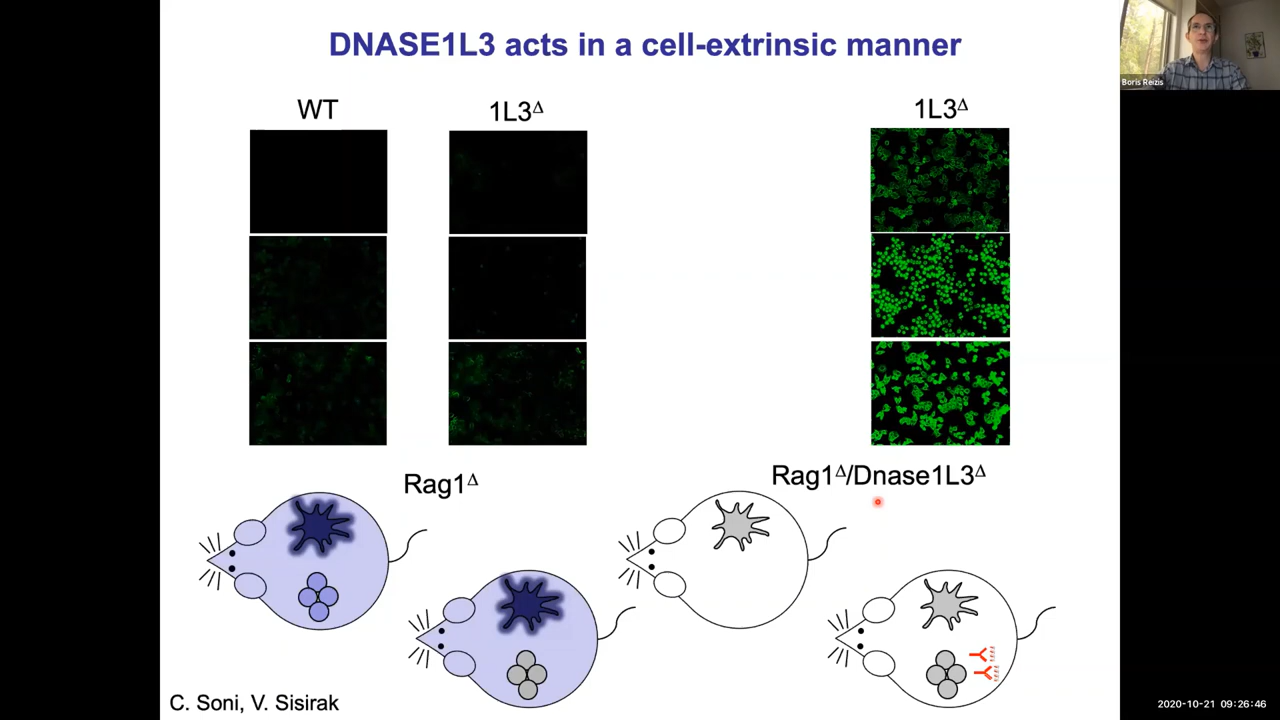 DNASE1L3 acts in a cell-extrinsic manner
Boris Reizis
WT
1L3Δ
1L3Δ
Rag1Δ
Rag1Δ/Dnase1L3Δ
C. Soni, V. Sisirak
2020-10-21 09:26:46